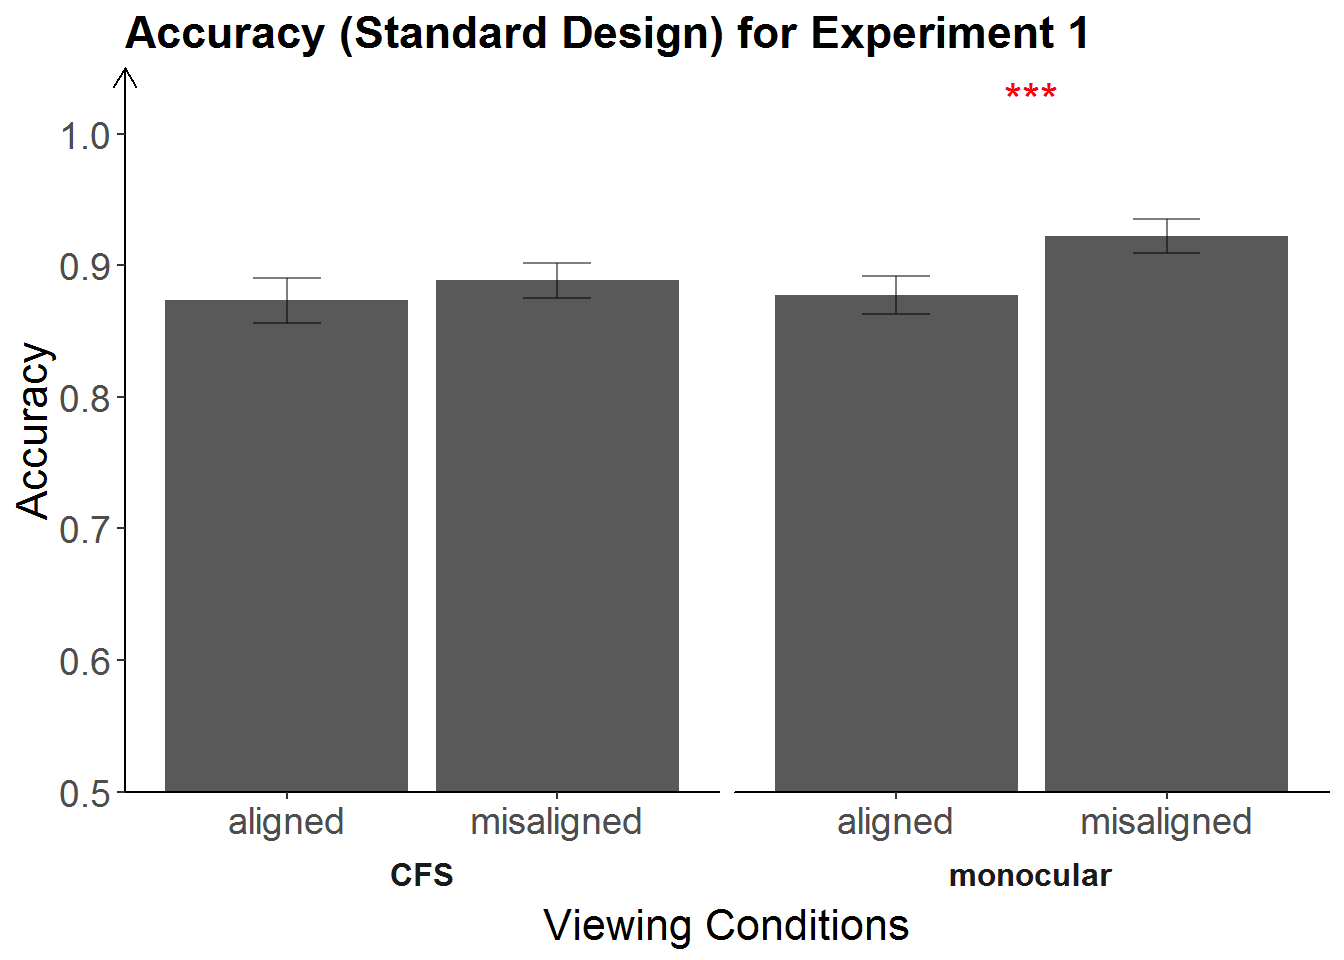 Accuracy (Standard Design) for Experiment 1
***
1.0
0.9
0.8
0.7
0.6
0.5
Accuracy
aligned misaligned aligned misaligned
CFS monocular
Viewing Conditions